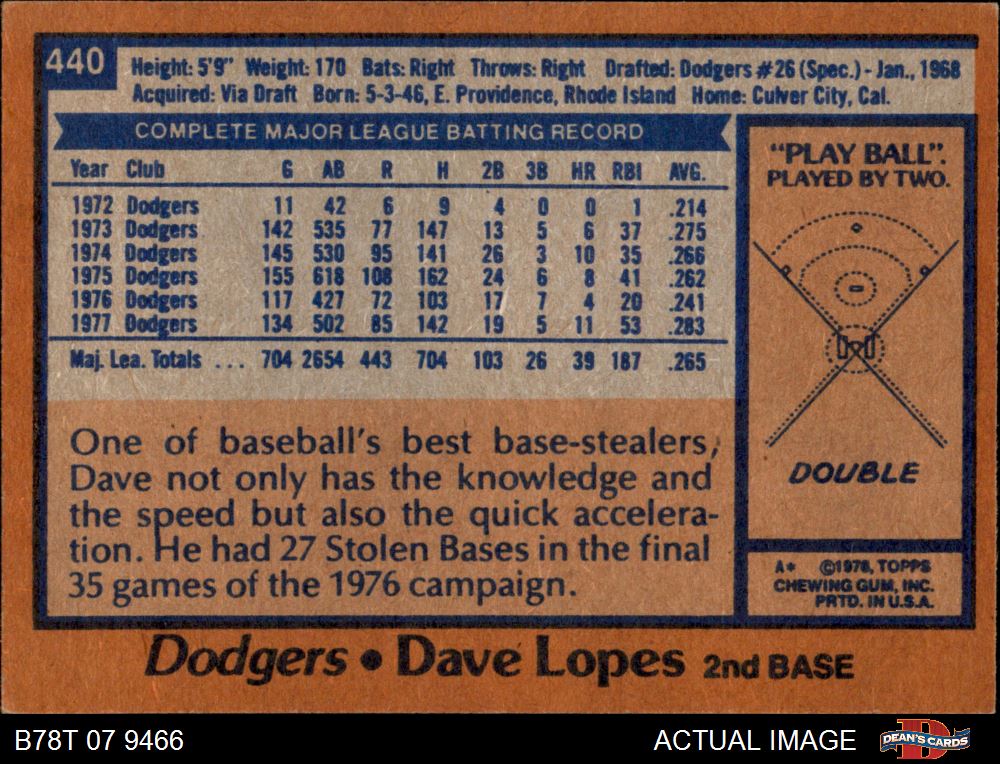 440
Height: 5'9" Weight: 170 Bats: Right Throws: Right Drafted: Dodgers #26 (Spec.) - Jan., 1968
Acquired: Via Draft Born: 5-3-46, E. Providence, Rhode Island Home: Culver City, Cal.
COMPLETE MAJOR LEAGUE BATTING RECORD
Year Club G AB R H 2B 3B HR RBI AVG.
1972 Dodgers 11 42 6 9 4 0 0 1 .214
1973 Dodgers 142 535 77 147 13 5 6 37 .275
1974 Dodgers 145 530 95 141 26 3 10 35 .266
1975 Dodgers 155 618 108 162 24 6 8 41 .262
1976 Dodgers 117 427 72 103 17 7 4 20 .241
1977 Dodgers 134 502 85 142 19 5 11 53 .283
Maj. Lea. Totals ... 704 2654 443 704 103 26 39 187 .265
One of baseball's best base-stealers,
Dave not only has the knowledge and
the speed but also the quick accelera-
tion. He had 27 Stolen Bases in the final
35 games of the 1976 campaign.
"PLAY BALL".
PLAYED BY TWO.
DOUBLE
A* ©1978, TOPPS
CHEWING GUM, INC.
PRTD. IN U.S.A.
Dodgers • Dave Lopes 2nd BASE
B78T 07 9466
ACTUAL IMAGE
D
DEAN'S CARDS